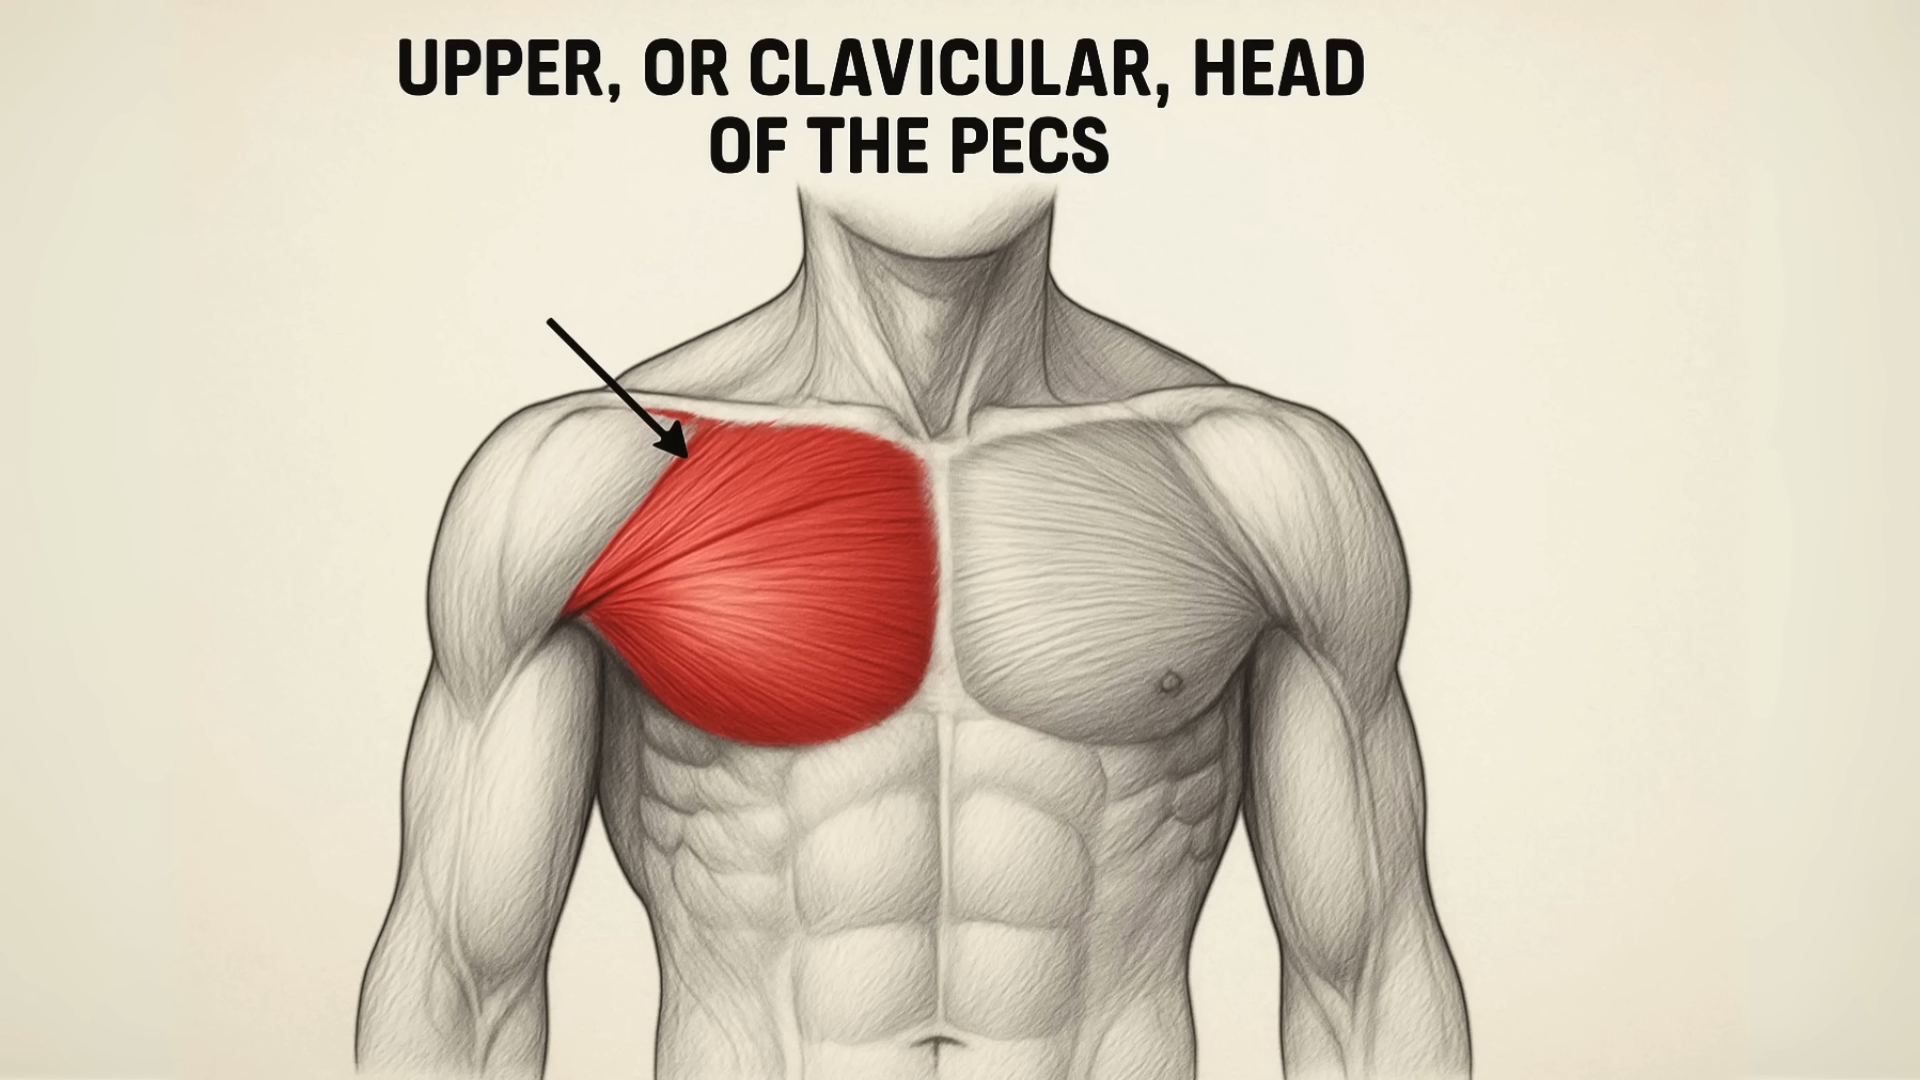 UPPER, OR CLAVICULAR, HEAD
OF THE PECS